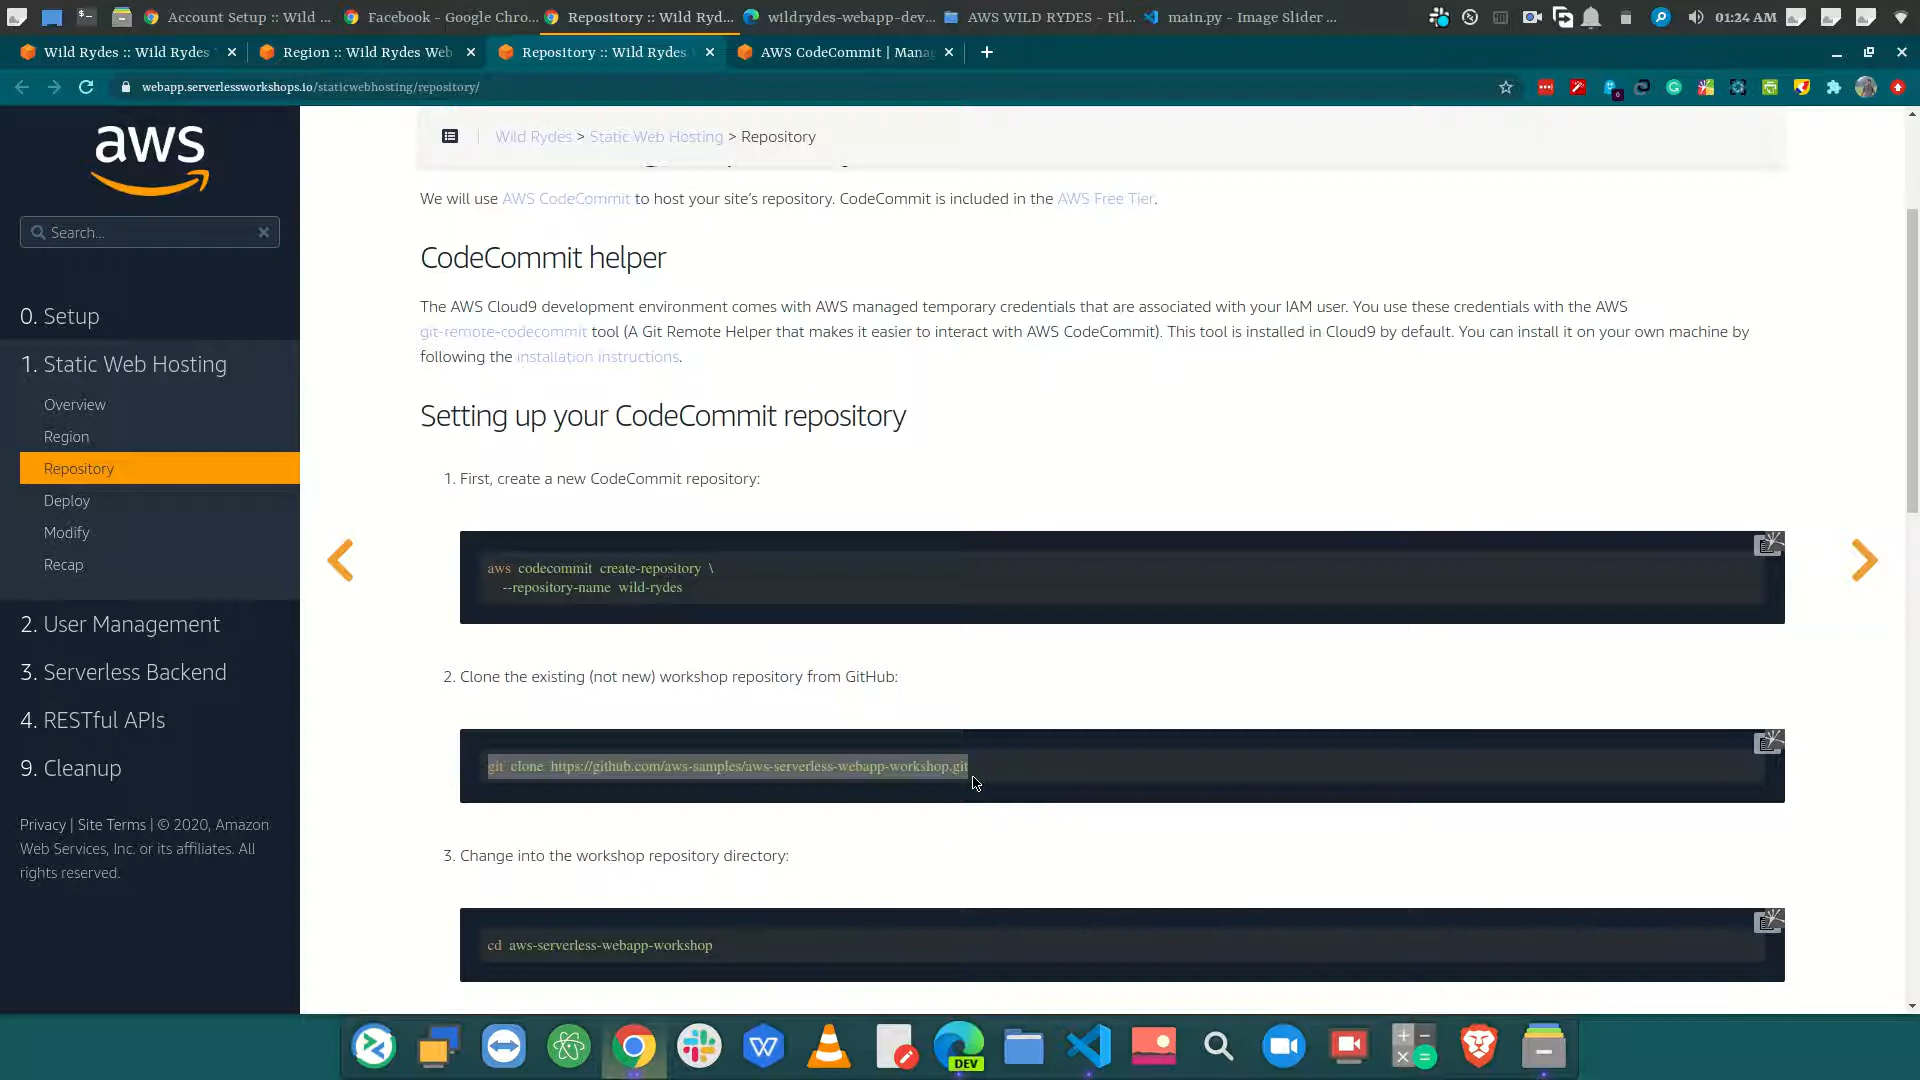 Account Setup :: Wild ...
Facebook - Google Chro...
Repository :: Wild Ryd...
wildrydes-webapp-dev...
AWS WILD RYDES - Fil...
main.py - Image Slider ...
01:24 AM
Wild Rydes :: Wild Rydes
Region :: Wild Rydes Web
Repository :: Wild Rydes
AWS CodeCommit | Mana
webapp.serverlessworkshops.io/staticwebhosting/repository/
aws
Search...
0. Setup
1. Static Web Hosting
Overview
Region
Repository
Deploy
Modify
Recap
2. User Management
3. Serverless Backend
4. RESTful APIs
9. Cleanup
Privacy | Site Terms | © 2020, Amazon
Web Services, Inc. or its affiliates. All
rights reserved.
Wild Rydes > Static Web Hosting > Repository
We will use AWS CodeCommit to host your site's repository. CodeCommit is included in the AWS Free Tier.
CodeCommit helper
The AWS Cloud9 development environment comes with AWS managed temporary credentials that are associated with your IAM user. You use these credentials with the AWS
git-remote-codecommit tool (A Git Remote Helper that makes it easier to interact with AWS CodeCommit). This tool is installed in Cloud9 by default. You can install it on your own machine by
following the installation instructions.
Setting up your CodeCommit repository
1. First, create a new CodeCommit repository:
aws codecommit create-repository \
--repository-name wild-rydes
2. Clone the existing (not new) workshop repository from GitHub:
git clone https://github.com/aws-samples/aws-serverless-webapp-workshop.git
3. Change into the workshop repository directory:
cd aws-serverless-webapp-workshop
DEV